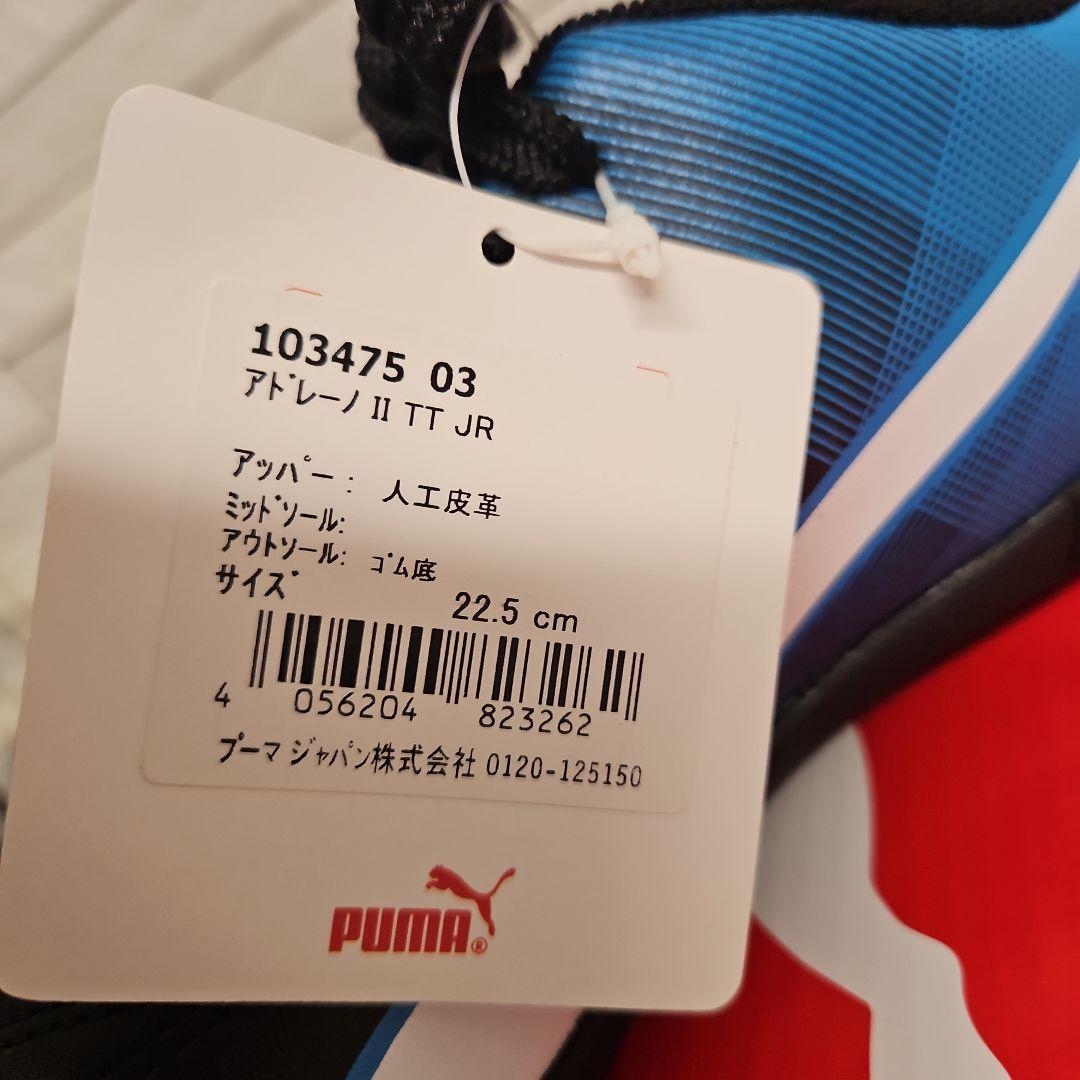 103475 03
アドレーノ II TT JR
アッパー: 人工皮革
ミッドソール:
アウトソール: ゴム底
サイズ
22.5 cm
4 056204 823262
プーマ ジャパン株式会社 0120-125150
PUMA®